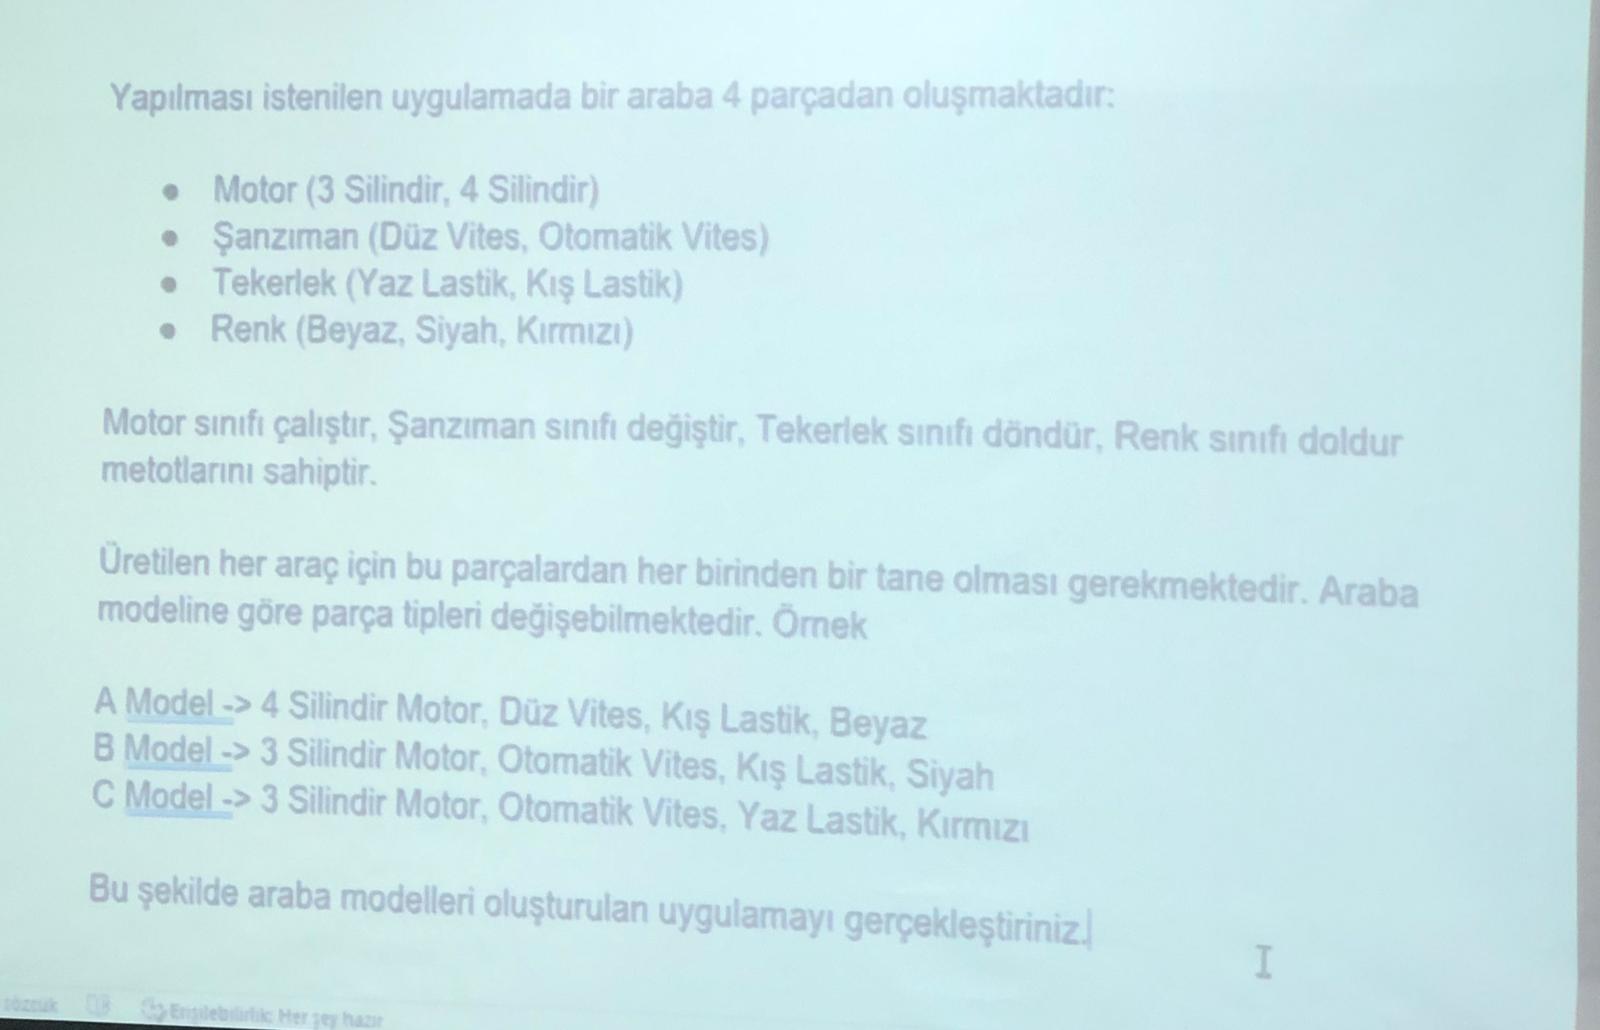 Yapılması istenilen uygulamada bir araba 4 parçadan oluşmaktadır:
● Motor (3 Silindir, 4 Silindir)
● Şanzıman (Düz Vites, Otomatik Vites)
● Tekerlek (Yaz Lastik, Kış Lastik)
● Renk (Beyaz, Siyah, Kırmızı)
Motor sınıfı çalıştır, Şanzıman sınıfı değiştir, Tekerlek sınıfı döndür, Renk sınıfı doldur
metotlarını sahiptir.
Üretilen her araç için bu parçalardan her birinden bir tane olması gerekmektedir. Araba
modeline göre parça tipleri değişebilmektedir. Örnek
A Model -> 4 Silindir Motor, Düz Vites, Kış Lastik, Beyaz
B Model -> 3 Silindir Motor, Otomatik Vites, Kış Lastik, Siyah
C Model -> 3 Silindir Motor, Otomatik Vites, Yaz Lastik, Kırmızı
Bu şekilde araba modelleri oluşturulan uygulamayı gerçekleştiriniz.
sözcük Erişilebilirlik: Her şey hazır